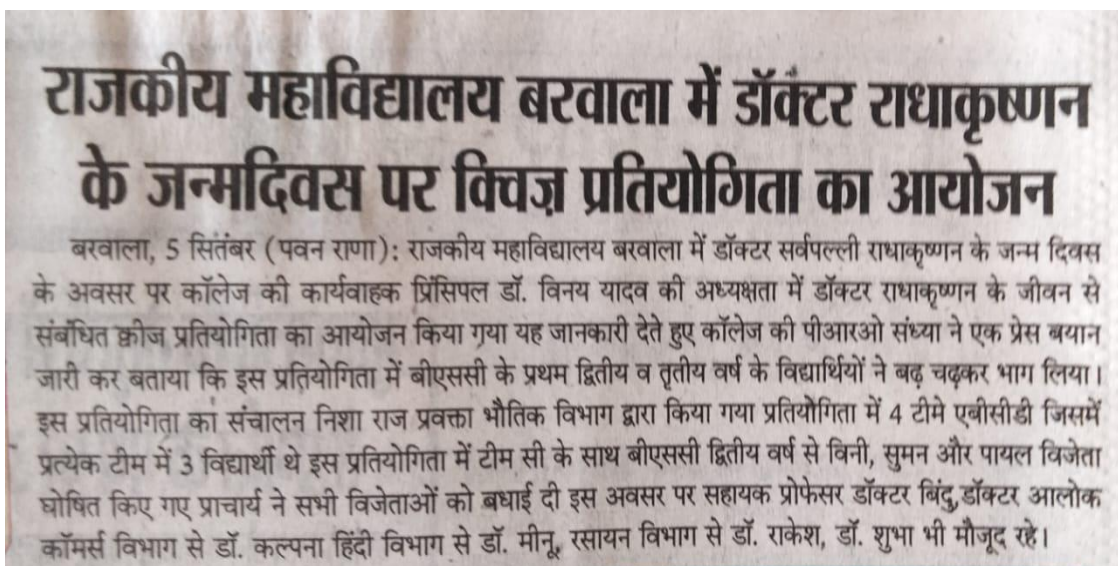 राजकीय महाविद्यालय बरवाला में डॉक्टर राधाकृष्णन
के जन्मदिवस पर क्विज़ प्रतियोगिता का आयोजन
बरवाला, 5 सितंबर (पवन राणा): राजकीय महाविद्यालय बरवाला में डॉक्टर सर्वपल्ली राधाकृष्णन के जन्म दिवस
के अवसर पर कॉलेज की कार्यवाहक प्रिंसिपल डॉ. विनय यादव की अध्यक्षता में डॉक्टर राधाकृष्णन के जीवन से
संबंधित क्वीज प्रतियोगिता का आयोजन किया गया यह जानकारी देते हुए कॉलेज की पीआरओ संध्या ने एक प्रेस बयान
जारी कर बताया कि इस प्रतियोगिता में बीएससी के प्रथम द्वितीय व तृतीय वर्ष के विद्यार्थियों ने बढ़ चढ़कर भाग लिया।
इस प्रतियोगिता का संचालन निशा राज प्रवक्ता भौतिक विभाग द्वारा किया गया प्रतियोगिता में 4 टीमे एबीसीडी जिसमें
प्रत्येक टीम में 3 विद्यार्थी थे इस प्रतियोगिता में टीम सी के साथ बीएससी द्वितीय वर्ष से विनी, सुमन और पायल विजेता
घोषित किए गए प्राचार्य ने सभी विजेताओं को बधाई दी इस अवसर पर सहायक प्रोफेसर डॉक्टर बिंदु,डॉक्टर आलोक
कॉमर्स विभाग से डॉ. कल्पना हिंदी विभाग से डॉ. मीनू, रसायन विभाग से डॉ. राकेश, डॉ. शुभा भी मौजूद रहे।